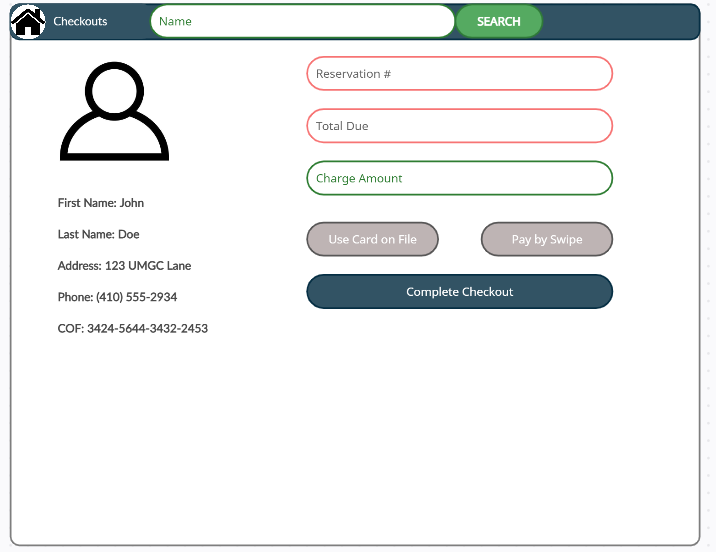 Checkouts
Name
SEARCH
Reservation #
Total Due
Charge Amount
Use Card on File
Pay by Swipe
Complete Checkout
First Name: John
Last Name: Doe
Address: 123 UMGC Lane
Phone: (410) 555-2934
COF: 3424-5644-3432-2453